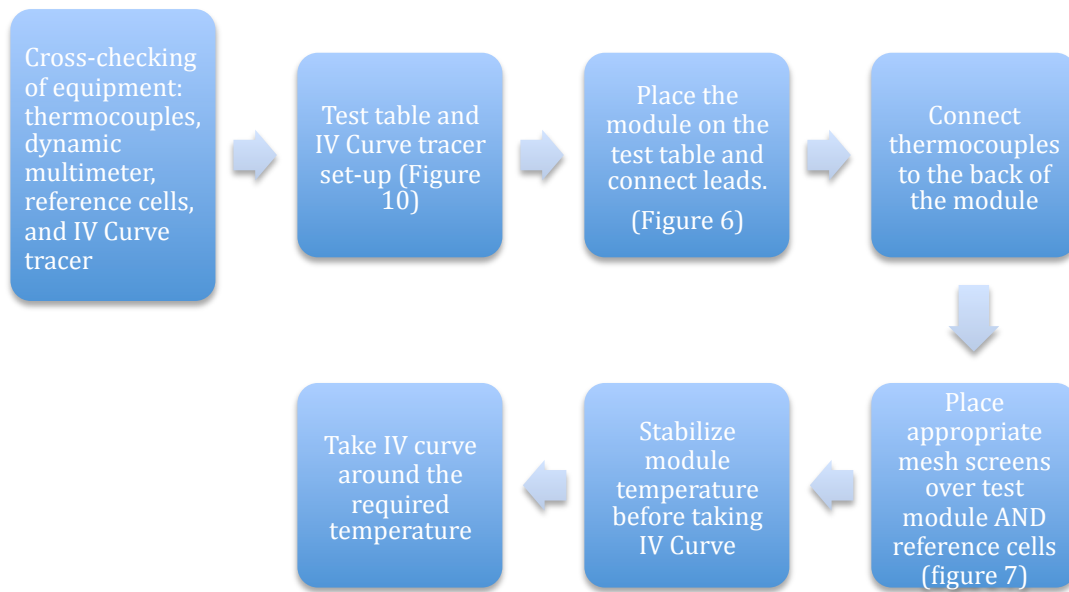 Cross-checking
of equipment:
thermocouples,
dynamic
multimeter,
reference cells,
and IV Curve
tracer
Test table and
IV Curve tracer
set-up (Figure
10)
Place the
module on the
test table and
connect leads.
(Figure 6)
Connect
thermocouples
to the back of
the module
Place
appropriate
mesh screens
over test
module AND
reference cells
(figure 7)
Stabilize
module
temperature
before taking
IV Curve
Take IV curve
around the
required
temperature